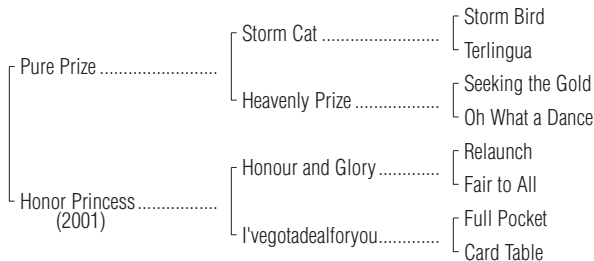 Storm Bird
Storm Cat ........................
Terlingua
Pure Prize ........................
Seeking the Gold
Heavenly Prize .................
Oh What a Dance
Relaunch
Honour and Glory.............
Fair to All
Honor Princess.................
(2001)
Full Pocket
I'vegotadealforyou.............
Card Table